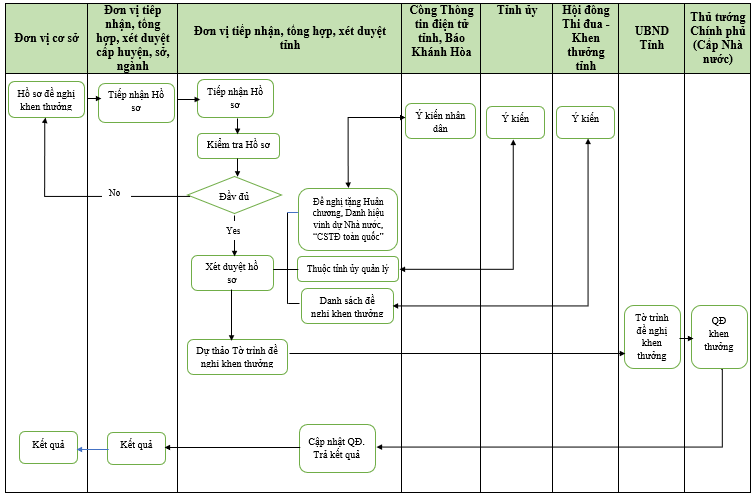 Đơn vị cơ sở
Đơn vị tiếp
nhận, tổng
hợp, xét duyệt
cấp huyện, sở,
ngành
Đơn vị tiếp nhận, tổng hợp, xét duyệt
tỉnh
Cổng Thông
tin điện tử
tỉnh, Báo
Khánh Hòa
Tỉnh ủy
Hội đồng
Thi đua -
Khen
thưởng
tỉnh
UBND
Tỉnh
Thủ tướng
Chính phủ
(Cấp Nhà
nước)
Hồ sơ đề nghị
khen thưởng
Tiếp nhận Hồ
sơ
Tiếp nhận Hồ
sơ
Kiểm tra Hồ sơ
Ý kiến nhân
dân
Ý kiến
Ý kiến
No
Đầy đủ
Yes
Đề nghị tặng Huân
chương, Danh hiệu
vinh dự Nhà nước,
"CSTĐ toàn quốc"
Xét duyệt hồ
sơ
Thuộc tỉnh ủy quản lý
Danh sách đề
nghị khen thưởng
Dự thảo Tờ trình đề
nghị khen thưởng
Tờ trình
đề nghị
khen
thưởng
QĐ
khen
thưởng
Kết quả
Kết quả
Cập nhật QĐ.
Trả kết quả